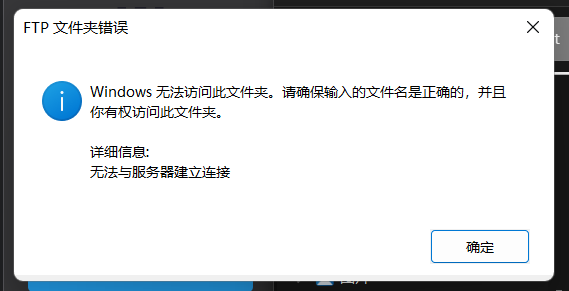 FTP 文件夹错误
Windows 无法访问此文件夹。请确保输入的文件名是正确的，并且
你有权访问此文件夹。
详细信息:
无法与服务器建立连接
确定